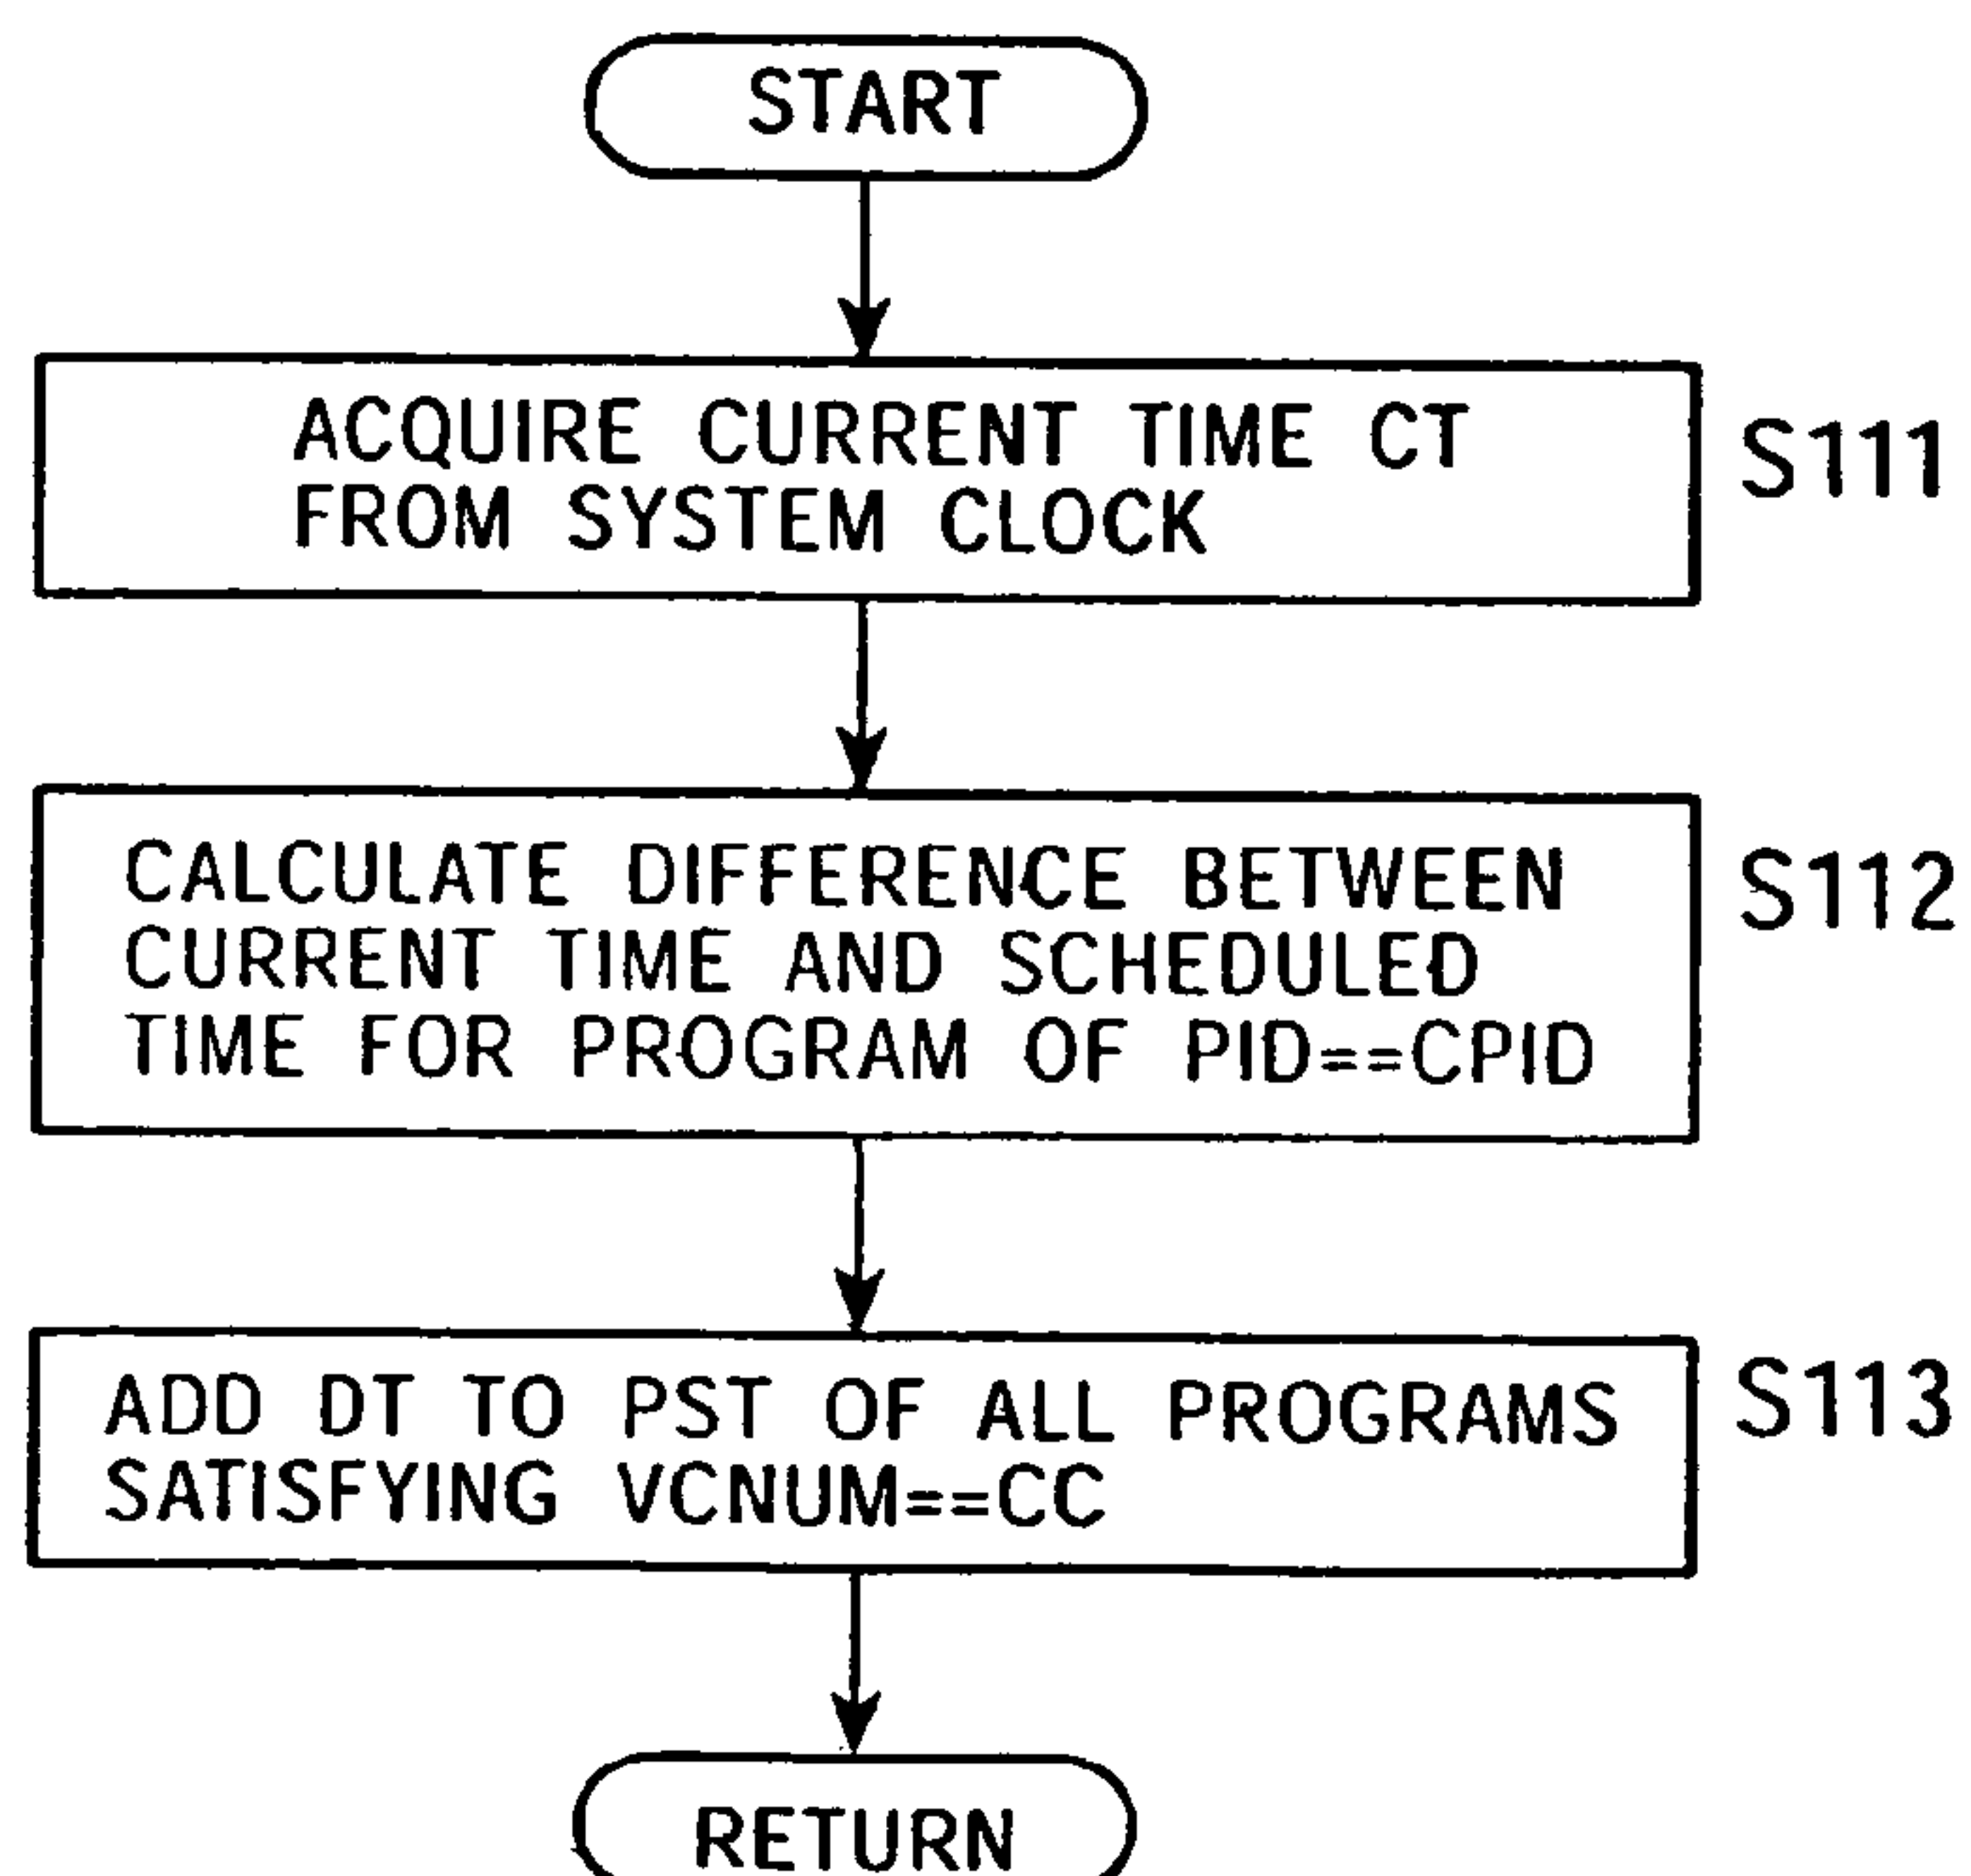 START
ACQUIRE CURRENT TIME CT
FROM SYSTEM CLOCK
S111
CALCULATE DIFFERENCE BETWEEN
CURRENT TIME AND SCHEDULED
TIME FOR PROGRAM OF PID==CPID
S112
ADD DT TO PST OF ALL PROGRAMS
SATISFYING VCNUM==CC
S113
RETURN